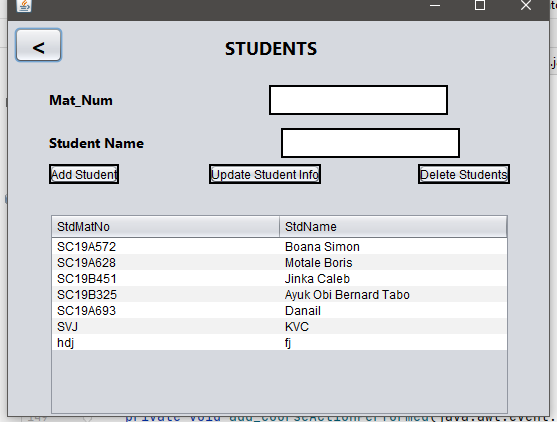 <
STUDENTS
Mat_Num
Student Name
Add Student Update Student Info Delete Students
StdMatNo StdName
SC19A572 Boana Simon
SC19A628 Motale Boris
SC19B451 Jinka Caleb
SC19B325 Ayuk Obi Bernard Tabo
SC19A693 Danail
SVJ KVC
hdj fj
149 private void add_courseActionPerformed(java.awt.event.